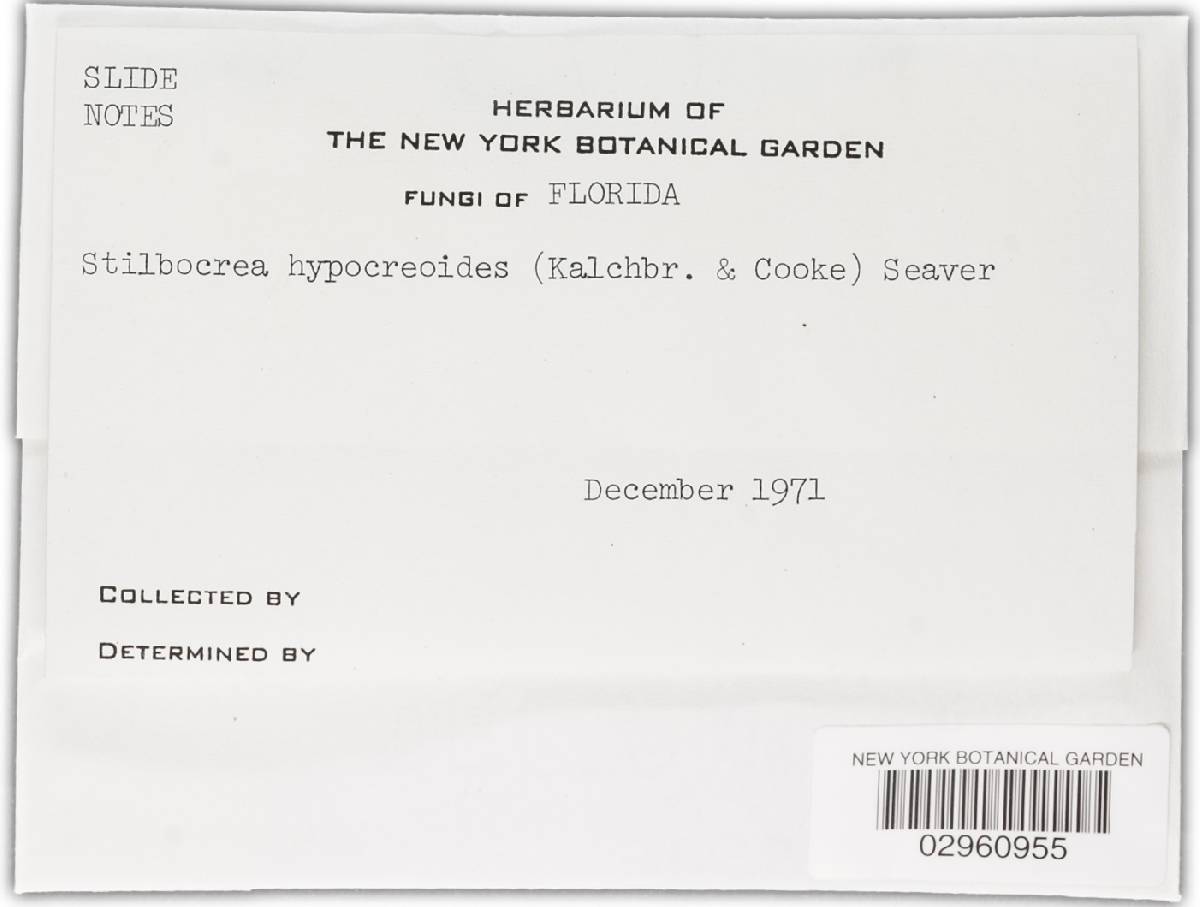 SLIDE
NOTES
HERBARIUM OF
THE NEW YORK BOTANICAL GARDEN
FUNGI OF FLORIDA
Stilbocrea hypocreoides (Kalchbr. & Cooke) Seaver
December 1971
COLLECTED BY
DETERMINED BY
NEW YORK BOTANICAL GARDEN
02960955